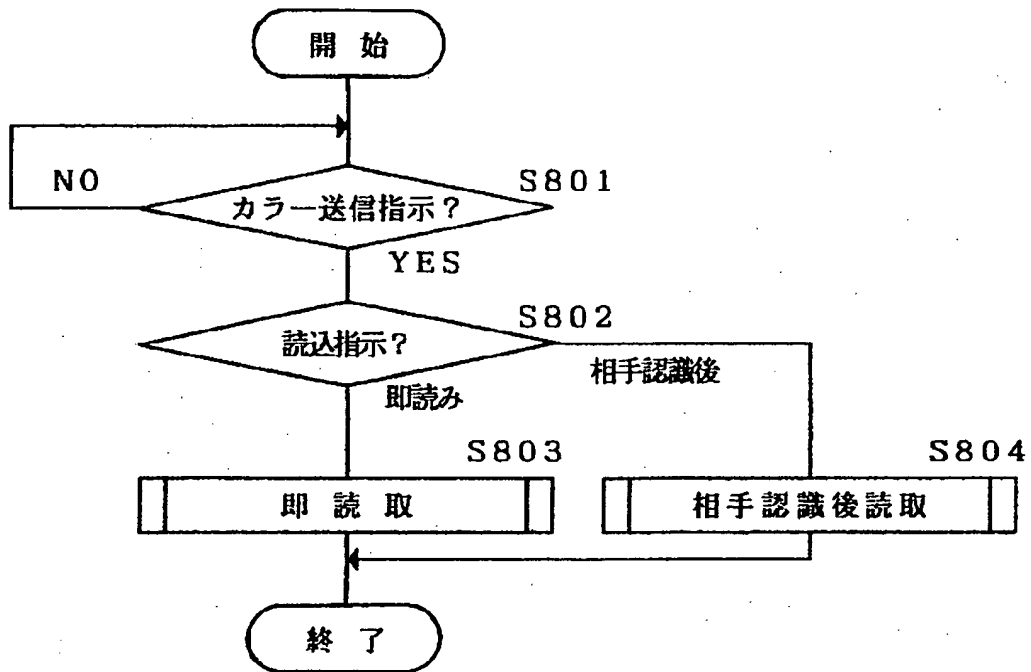 開始
NO
S801
カラー送信指示?
YES
S802
読込指示?
相手認識後
即読み
S803
S804
即読取
相手認識後読取
終了